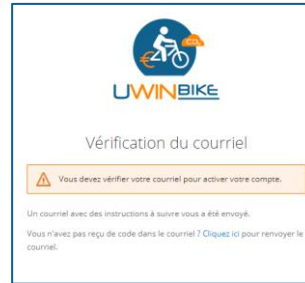 UWINBIKE
Vérification du courriel
Vous devez vérifier votre courriel pour activer votre compte.
Un courriel avec des instructions à suivre vous a été envoyé.
Vous n'avez pas reçu de code dans le courriel ? Cliquez ici pour renvoyer le
courriel.